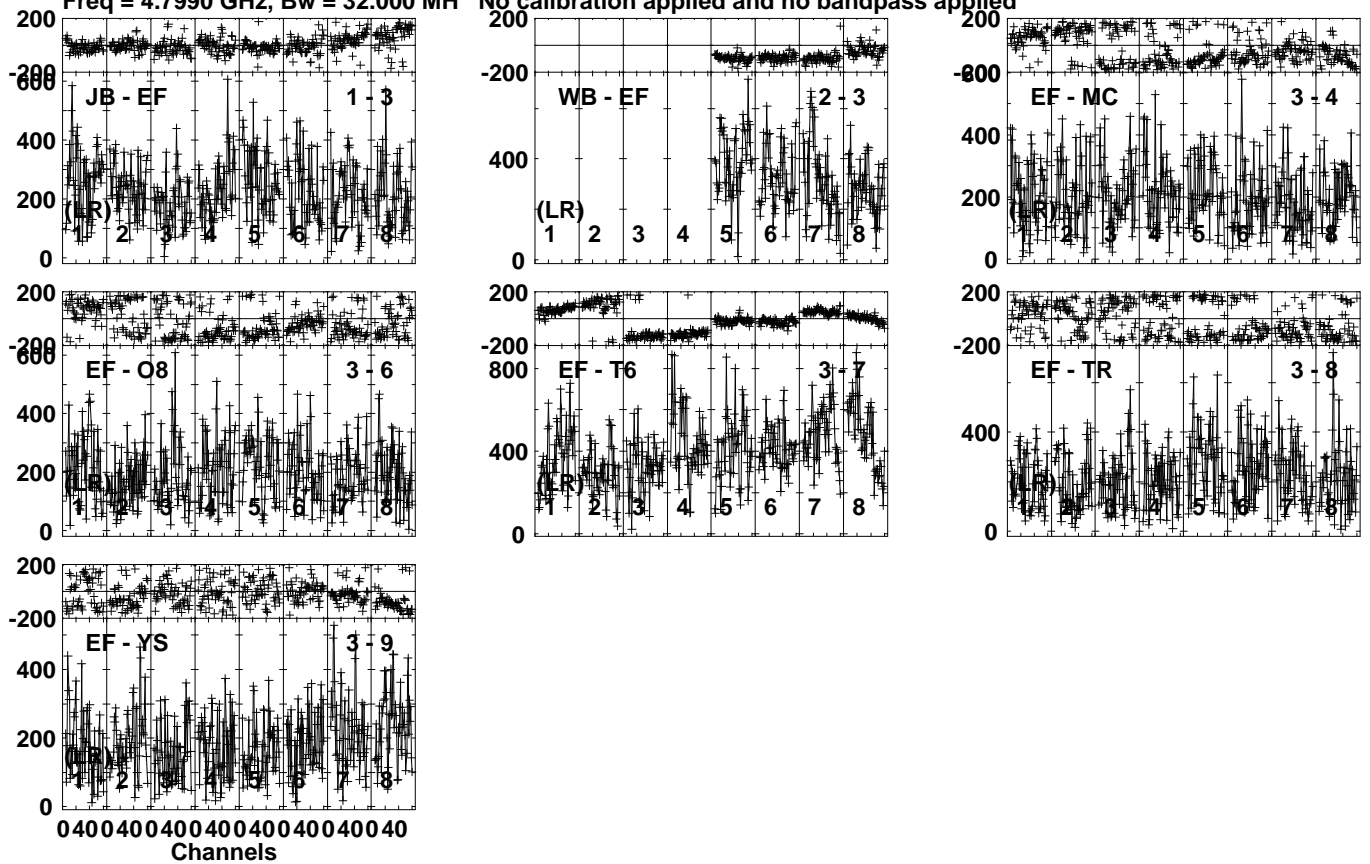 Freq = 4.7990 GHz, Bw = 32.000 MH No calibration applied and no bandpass applied
200
-200
600
JB - EF 1 - 3
400
200
(LR)
1 2 3 4 5 6 7 8
0
200
-200
WB - EF 2 - 3
400
(LR)
1 2 3 4 5 6 7 8
0
200
-200
600
EF - MC 3 - 4
400
200
(LR)
1 2 3 4 5 6 7 8
0
200
-200
600
EF - O8 3 - 6
400
200
(LR)
1 2 3 4 5 6 7 8
0
200
-200
800
EF - T6 3 - 7
400
(LR)
1 2 3 4 5 6 7 8
0
200
-200
EF - TR 3 - 8
400
(LR)
1 2 3 4 5 6 7 8
0
200
-200
EF - YS 3 - 9
400
200
(LR)
1 2 3 4 5 6 7 8
0
0 40 0 40 0 40 0 40 0 40 0 40 0 40 0 40
Channels